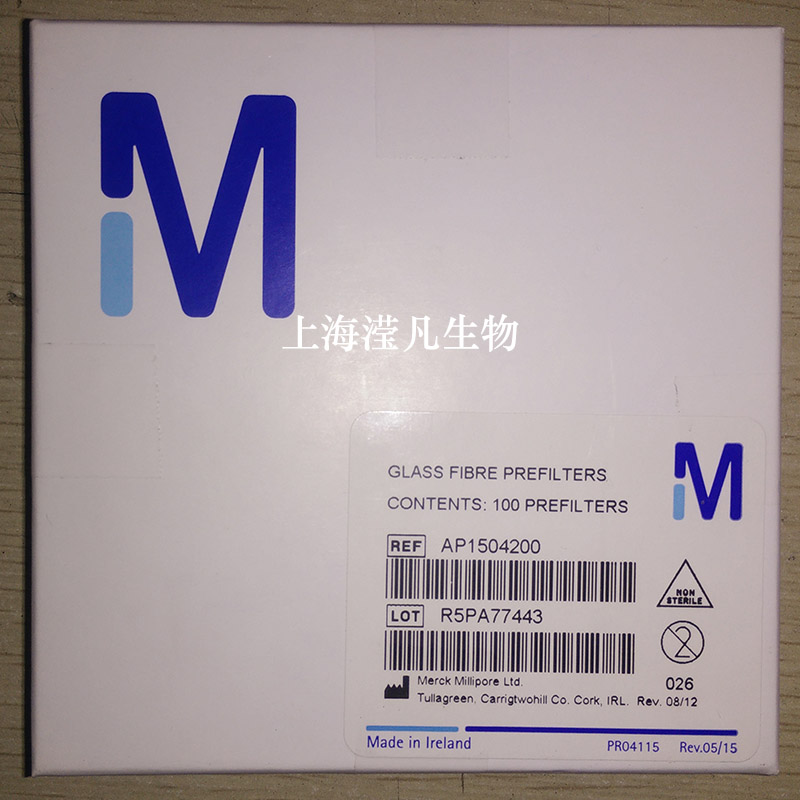 上海滢凡生物
GLASS FIBRE PREFILTERS
CONTENTS: 100 PREFILTERS
REF AP1504200
NON
STERILE
LOT R5PA77443
2
Merck Millipore Ltd.
026
Tullagreen, Carrigtwohill Co. Cork, IRL. Rev. 08/12
Made in Ireland
PR04115 Rev.05/15